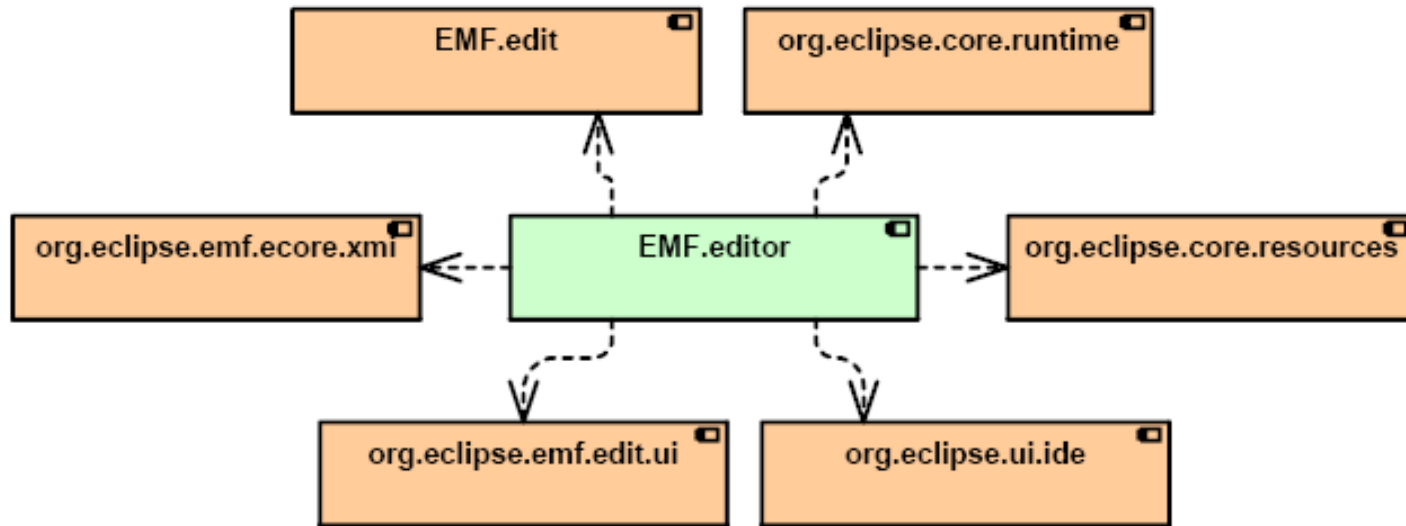 EMF.edit
org.eclipse.core.runtime
org.eclipse.emf.ecore.xmi
EMF.editor
org.eclipse.core.resources
org.eclipse.emf.edit.ui
org.eclipse.ui.ide